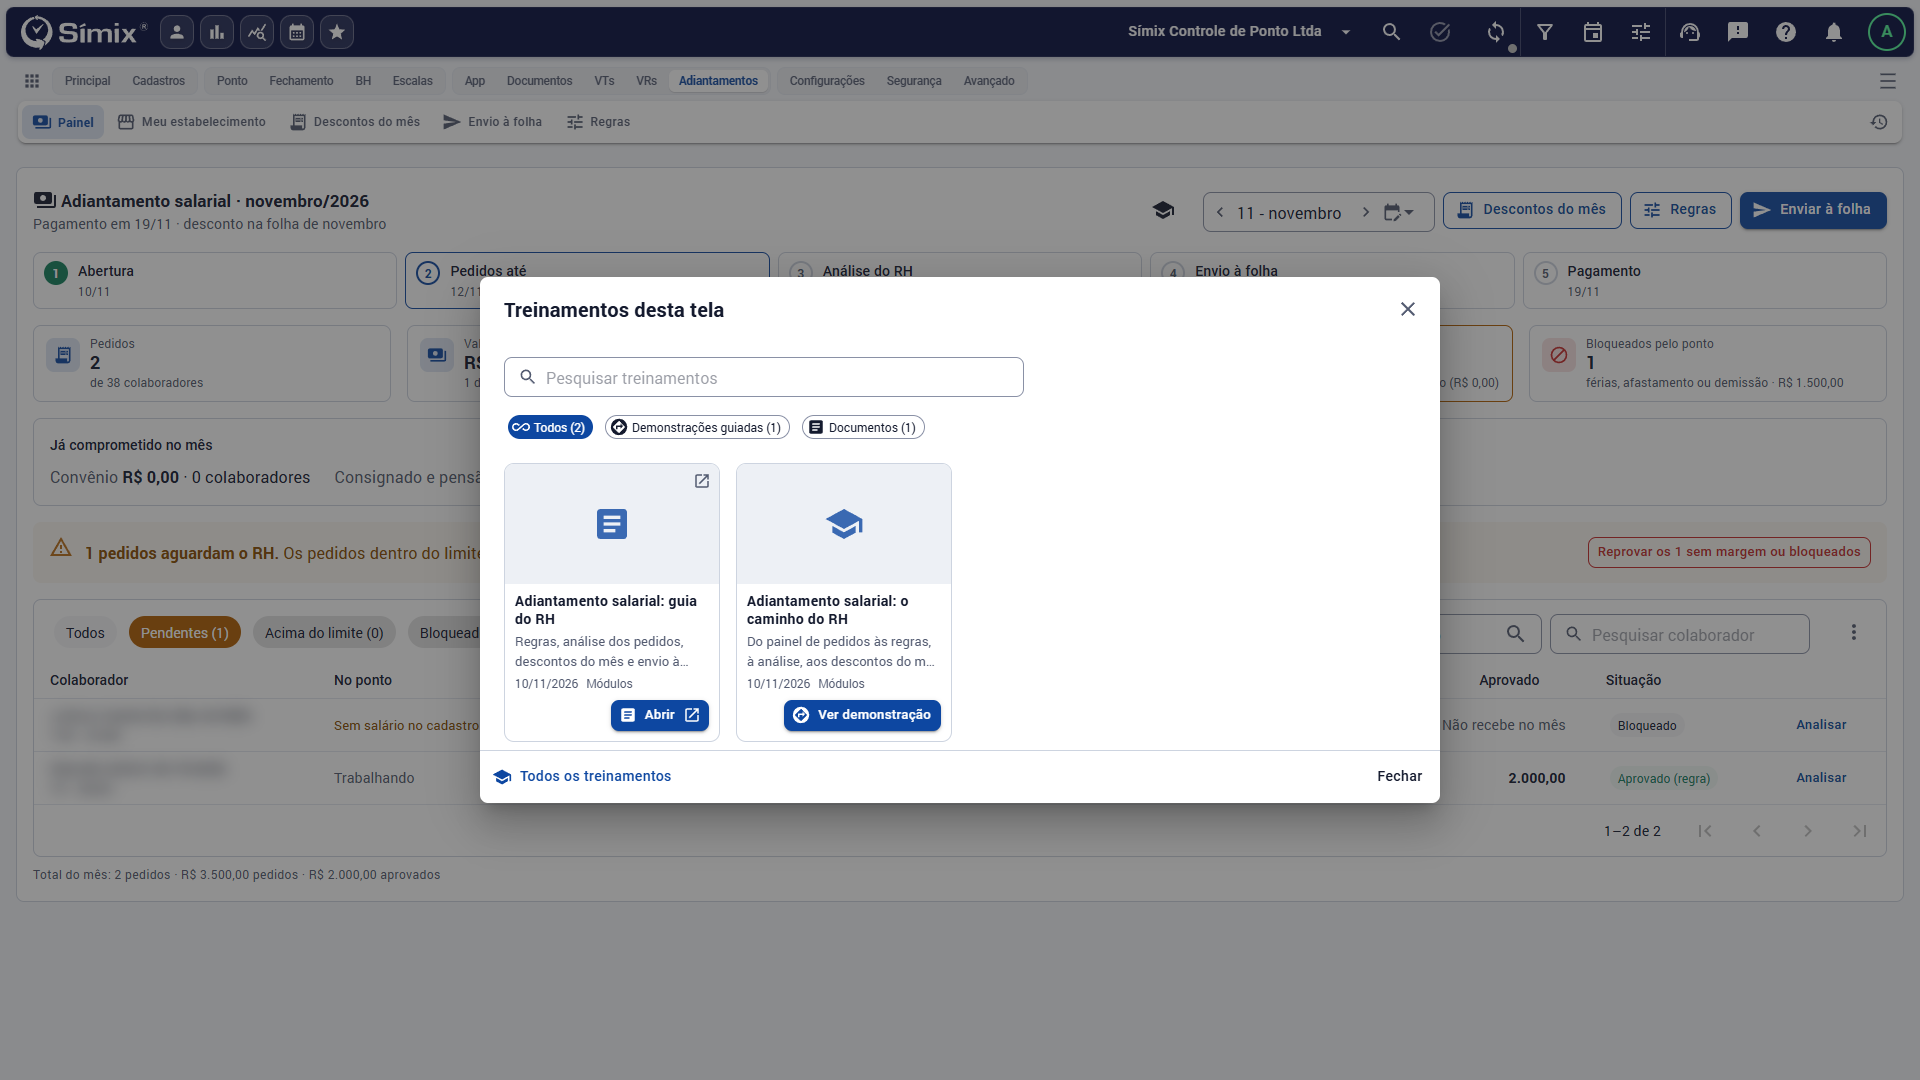 Símix®
Símix Controle de Ponto Ltda
A
Principal
Cadastros
Ponto
Fechamento
BH
Escalas
App
Documentos
VTs
VRs
Adiantamentos
Configurações
Segurança
Avançado
Painel
Meu estabelecimento
Descontos do mês
Envio à folha
Regras
Adiantamento salarial · novembro/2026
Pagamento em 19/11 · desconto na folha de novembro
11 - novembro
Descontos do mês
Regras
Enviar à folha
1 Abertura
10/11
2 Pedidos até
12/11
3 Análise do RH
4 Envio à folha
5 Pagamento
19/11
Pedidos
2
de 38 colaboradores
(R$ 0,00)
Bloqueados pelo ponto
1
férias, afastamento ou demissão · R$ 1.500,00
Já comprometido no mês
Convênio R$ 0,00 · 0 colaboradores
Consignado e
1 pedidos aguardam o RH. Os pedidos dentro do
Reprovar os 1 sem margem ou bloqueados
Todos
Pendentes (1)
Acima do limite (0)
Pesquisar colaborador
Colaborador
No ponto
Aprovado
Situação
Sem salário no cadastro
Não recebe no mês
Bloqueado
Analisar
Trabalhando
2.000,00
Aprovado (regra)
Analisar
1–2 de 2
Total do mês: 2 pedidos · R$ 3.500,00 pedidos · R$ 2.000,00 aprovados
Treinamentos desta tela
Pesquisar treinamentos
Todos (2)
Demonstrações guiadas (1)
Documentos (1)
Adiantamento salarial: guia
do RH
Regras, análise dos pedidos,
descontos do mês e envio à…
10/11/2026 Módulos
Abrir
Adiantamento salarial: o
caminho do RH
Do painel de pedidos às regras,
à análise, aos descontos do m…
10/11/2026 Módulos
Ver demonstração
Todos os treinamentos
Fechar